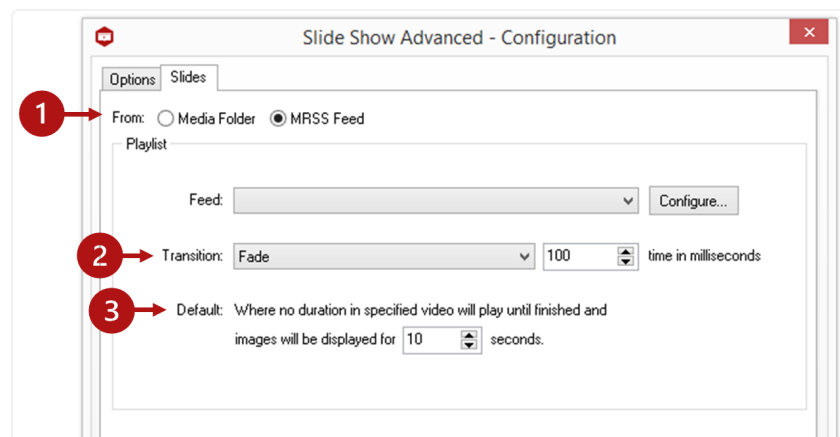 Slide Show Advanced - Configuration
Options Slides
1 From: Media Folder MRSS Feed
Playlist
Feed: Configure...
2 Transition: Fade 100 time in milliseconds
3 Default: Where no duration in specified video will play until finished and
images will be displayed for 10 seconds.